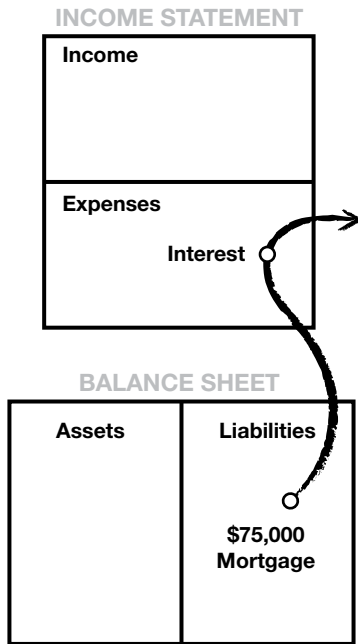 INCOME STATEMENT
Income
Expenses
Interest
BALANCE SHEET
Assets
Liabilities
$75,000
Mortgage